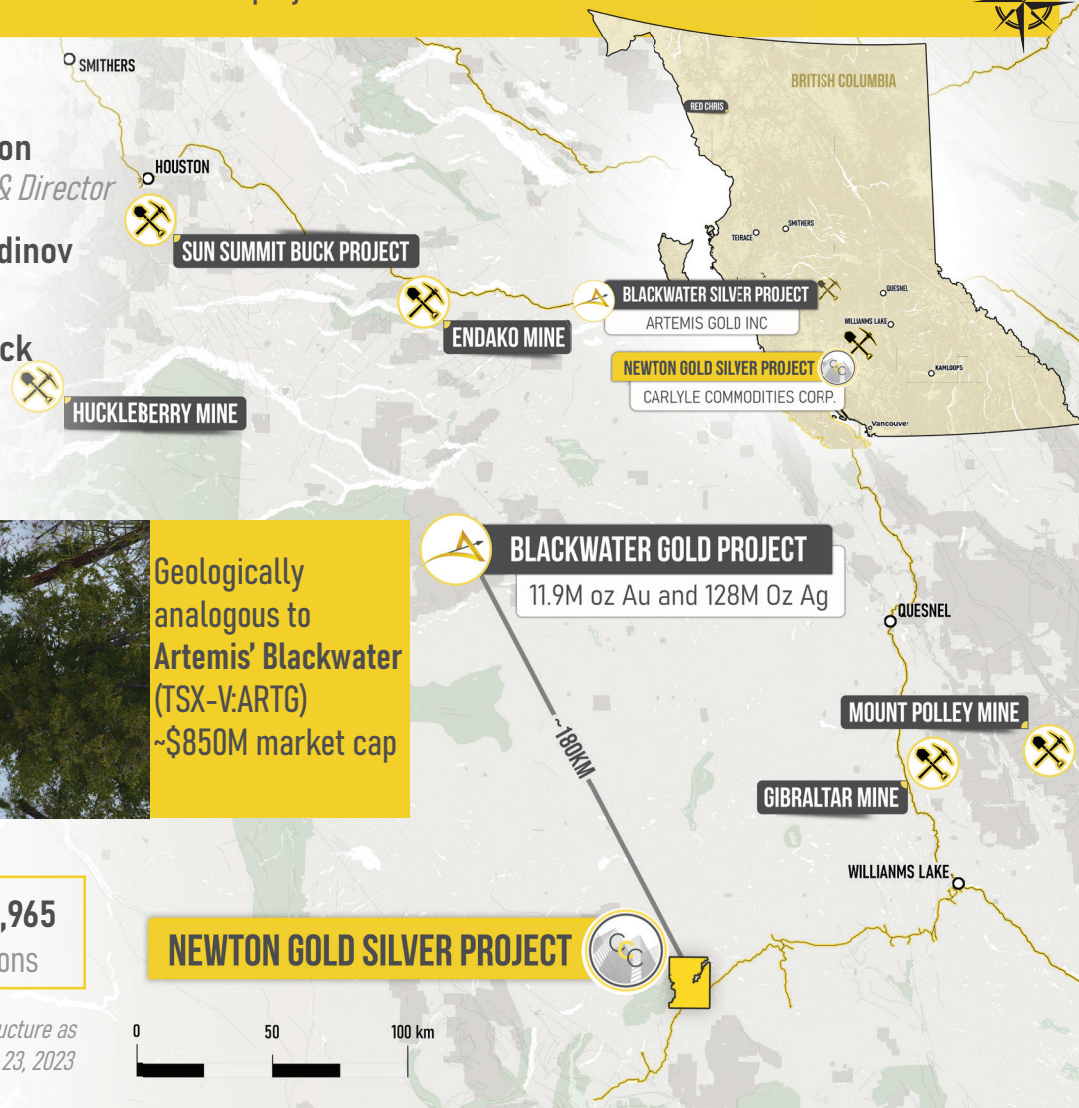 SMITHERS
BRITISH COLUMBIA
RED CHRIS
on
HOUSTON
& Director
SMITHERS
TEIRACE
dinov
SUN SUMMIT BUCK PROJECT
BLACKWATER SILVER PROJECT
QUESNEL
ARTEMIS GOLD INC
WILLIANMS LAKE
ENDAKO MINE
ck
NEWTON GOLD SILVER PROJECT
CCC
KAMLOOPS
CARLYLE COMMODITIES CORP.
HUCKLEBERRY MINE
Vancouver
Geologically
analogous to
Artemis' Blackwater
(TSX-V:ARTG)
~$850M market cap
BLACKWATER GOLD PROJECT
11.9M oz Au and 128M Oz Ag
QUESNEL
~180KM
MOUNT POLLEY MINE
GIBRALTAR MINE
WILLIANMS LAKE
,965
ons
NEWTON GOLD SILVER PROJECT
CCC
ucture as
23, 2023
0 50 100 km